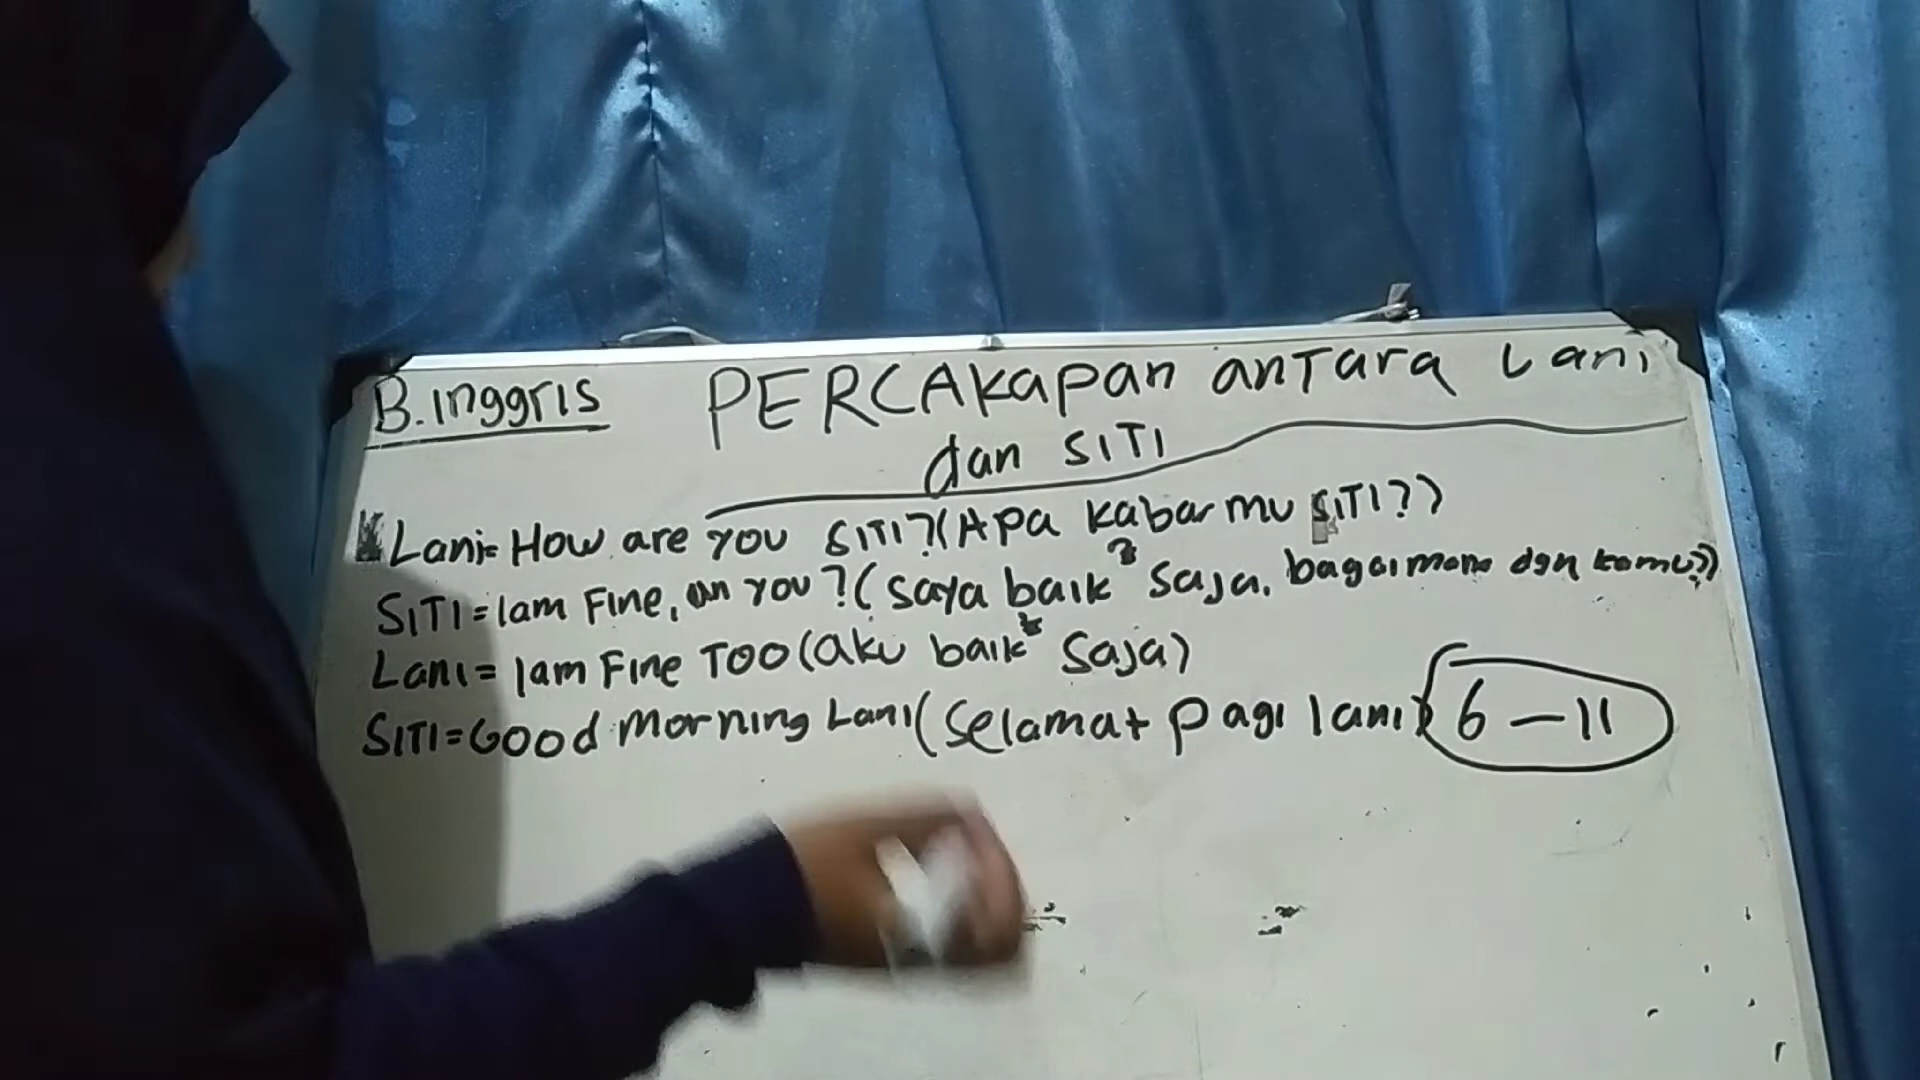 B. Inggris
PERCAKapan anTara Lani
dan SITI
Lani= How are you SITI?(Apa kabarmu SITI?)
SITI= Iam Fine, an you?(saya baik² saja, bagaimana dgn kamu?)
Lani= Iam Fine Too(aku baik² saja)
SITI= Good Morning Lani(Selamat pagi lani) 6-11